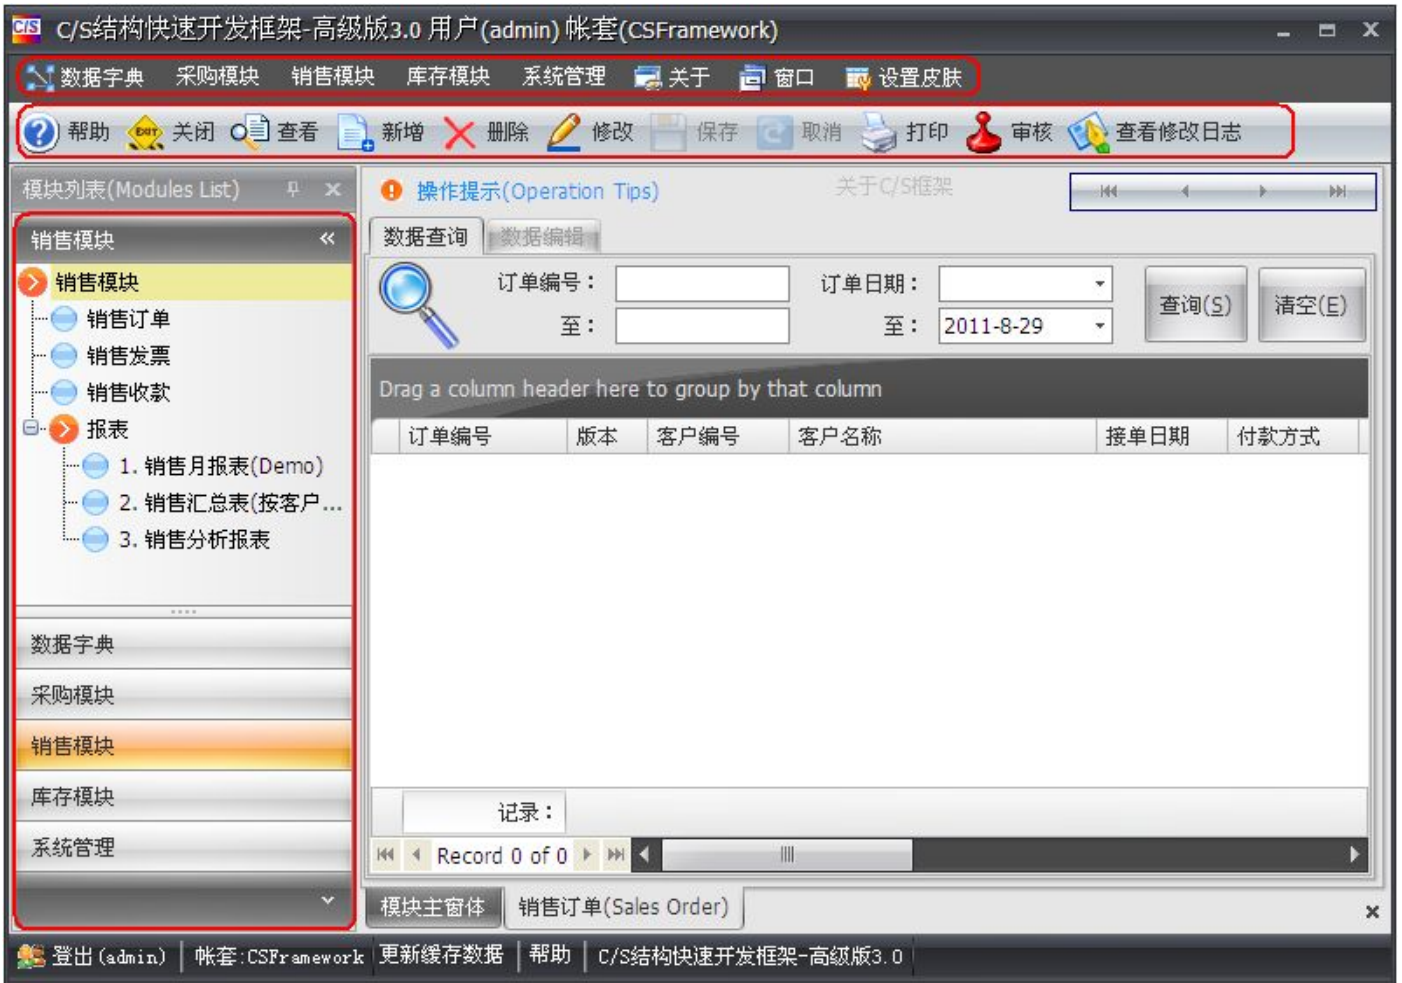 C/S C/S结构快速开发框架-高级版3.0 用户(admin) 帐套(CSFramework)
数据字典 采购模块 销售模块 库存模块 系统管理 关于 窗口 设置皮肤
帮助 EXIT 关闭 查看 新增 删除 修改 保存 取消 打印 审核 查看修改日志
模块列表(Modules List)
操作提示(Operation Tips) 关于C/S框架
销售模块
数据查询 数据编辑
销售模块
订单编号： 订单日期：
查询(S) 清空(E)
至： 至： 2011-8-29
销售订单
销售发票
销售收款
报表
1. 销售月报表(Demo)
2. 销售汇总表(按客户...
3. 销售分析报表
Drag a column header here to group by that column
订单编号 版本 客户编号 客户名称 接单日期 付款方式
数据字典
采购模块
销售模块
库存模块
系统管理
记录：
Record 0 of 0
模块主窗体 销售订单(Sales Order)
登出(admin) 帐套:CSFramework 更新缓存数据 帮助 C/S结构快速开发框架-高级版3.0